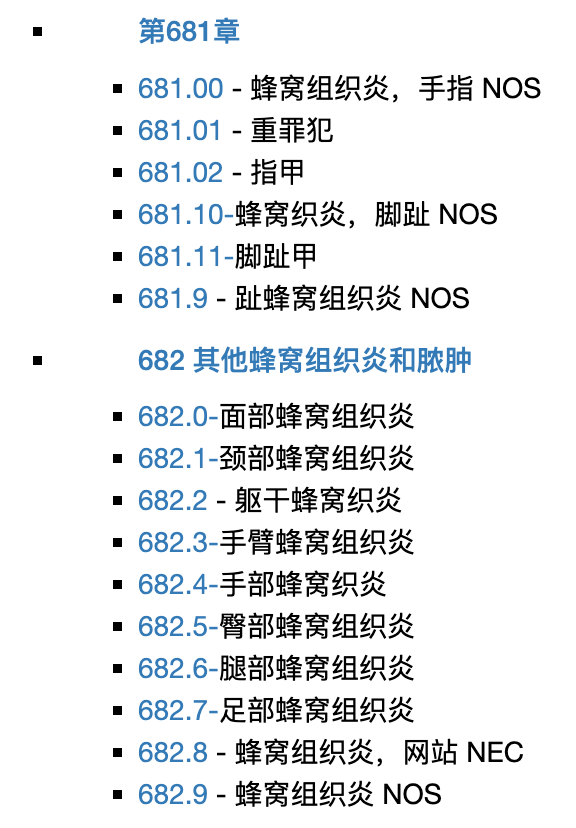 第681章
681.00 - 蜂窝组织炎，手指 NOS
681.01 - 重罪犯
681.02 - 指甲
681.10-蜂窝织炎，脚趾 NOS
681.11-脚趾甲
681.9 - 趾蜂窝组织炎 NOS
682 其他蜂窝组织炎和脓肿
682.0-面部蜂窝组织炎
682.1-颈部蜂窝组织炎
682.2 - 躯干蜂窝织炎
682.3-手臂蜂窝组织炎
682.4-手部蜂窝织炎
682.5-臀部蜂窝组织炎
682.6-腿部蜂窝组织炎
682.7-足部蜂窝组织炎
682.8 - 蜂窝组织炎，网站 NEC
682.9 - 蜂窝组织炎 NOS